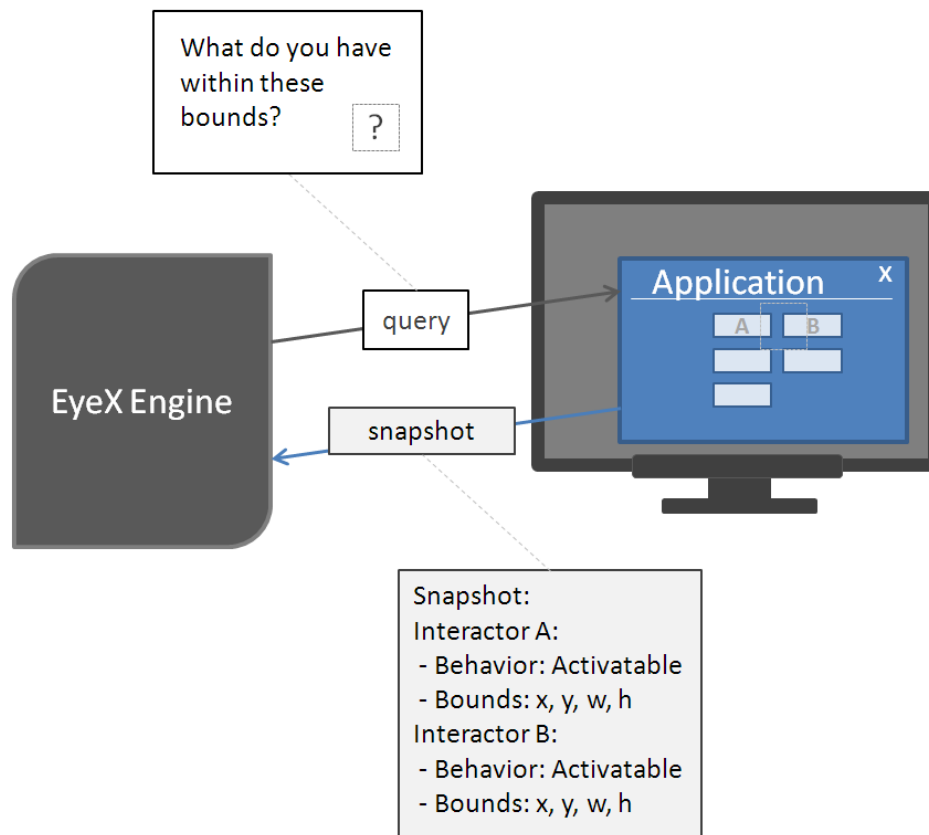 What do you have
within these
bounds?
?
Application
X
query
A
B
EyeX Engine
snapshot
Snapshot:
Interactor A:
- Behavior: Activatable
- Bounds: x, y, w, h
Interactor B:
- Behavior: Activatable
- Bounds: x, y, w, h